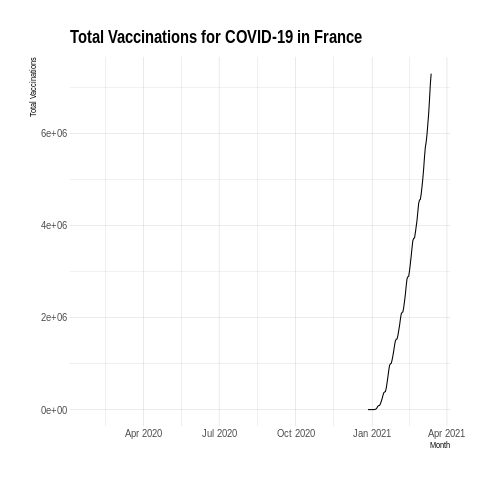 Total Vaccinations for COVID-19 in France
Total Vaccinations
6e+06
4e+06
2e+06
0e+00
Apr 2020 Jul 2020 Oct 2020 Jan 2021 Apr 2021
Month